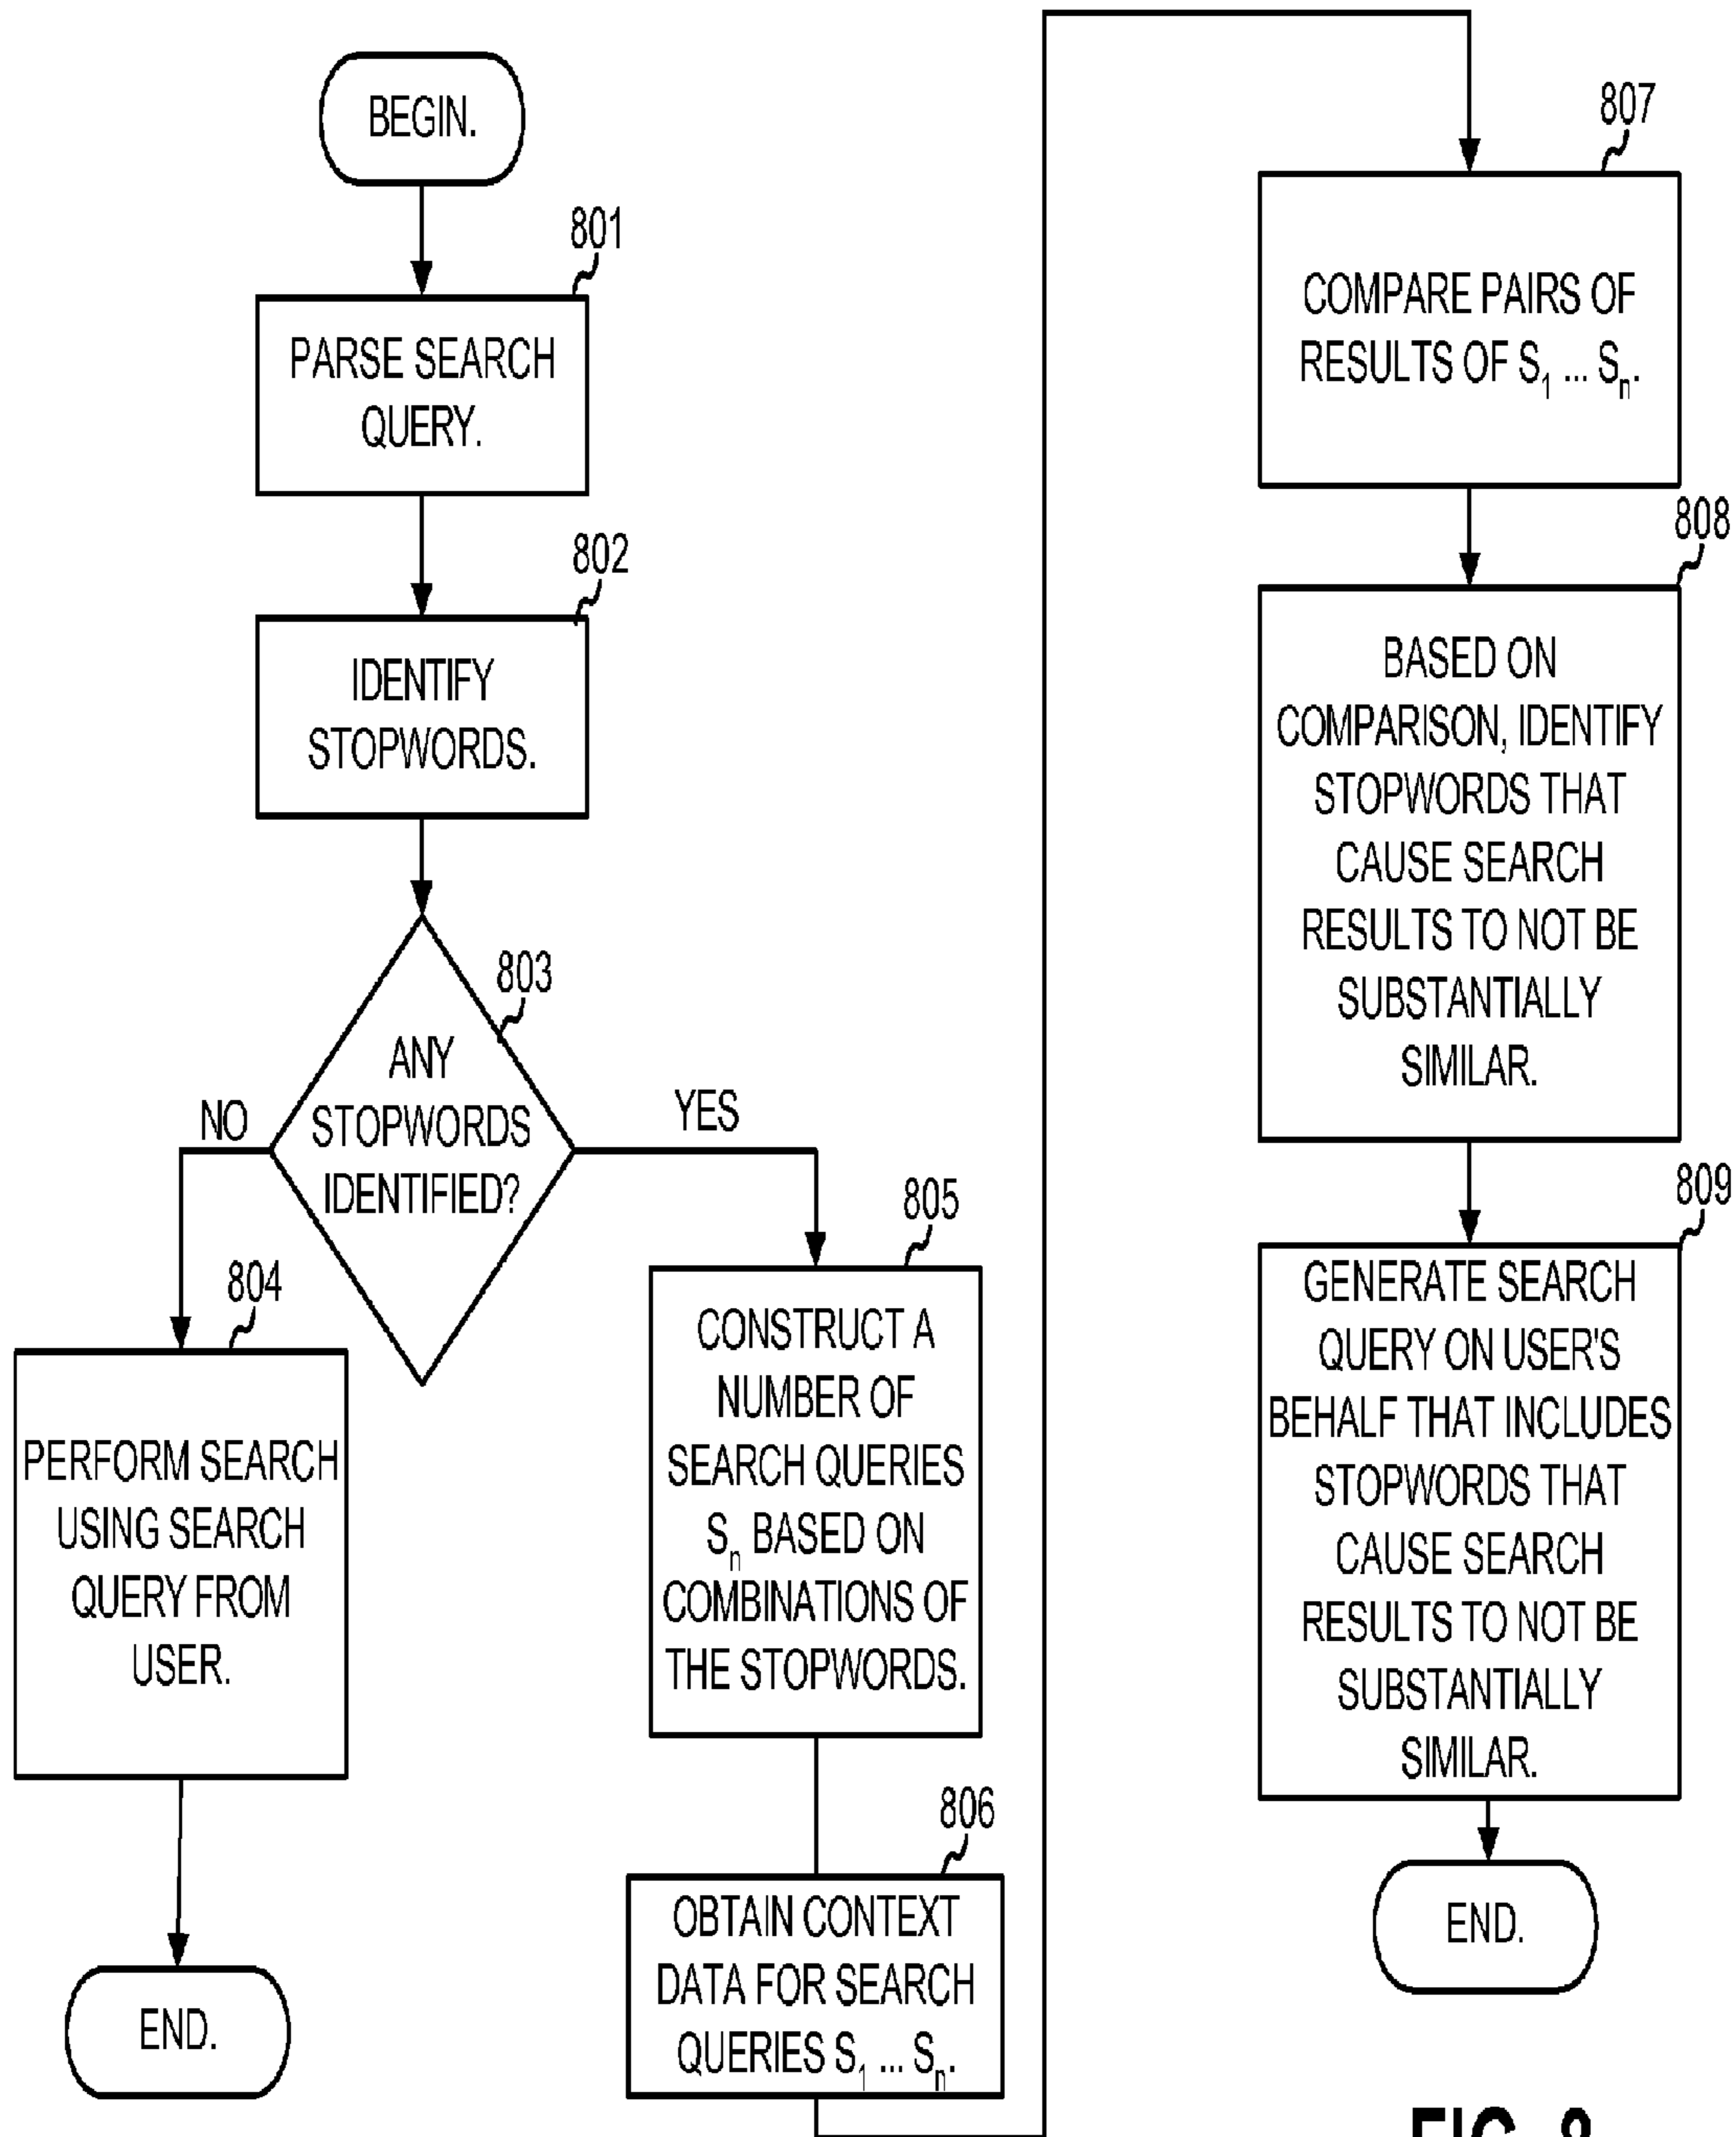 BEGIN.
801
PARSE SEARCH
QUERY.
802
IDENTIFY
STOPWORDS.
803
ANY
STOPWORDS
IDENTIFIED?
NO
YES
804
PERFORM SEARCH
USING SEARCH
QUERY FROM
USER.
END.
805
CONSTRUCT A
NUMBER OF
SEARCH QUERIES
Sn BASED ON
COMBINATIONS OF
THE STOPWORDS.
806
OBTAIN CONTEXT
DATA FOR SEARCH
QUERIES S1 ... Sn.
807
COMPARE PAIRS OF
RESULTS OF S1 ... Sn.
808
BASED ON
COMPARISON, IDENTIFY
STOPWORDS THAT
CAUSE SEARCH
RESULTS TO NOT BE
SUBSTANTIALLY
SIMILAR.
809
GENERATE SEARCH
QUERY ON USER'S
BEHALF THAT INCLUDES
STOPWORDS THAT
CAUSE SEARCH
RESULTS TO NOT BE
SUBSTANTIALLY
SIMILAR.
END.
FIG. 8